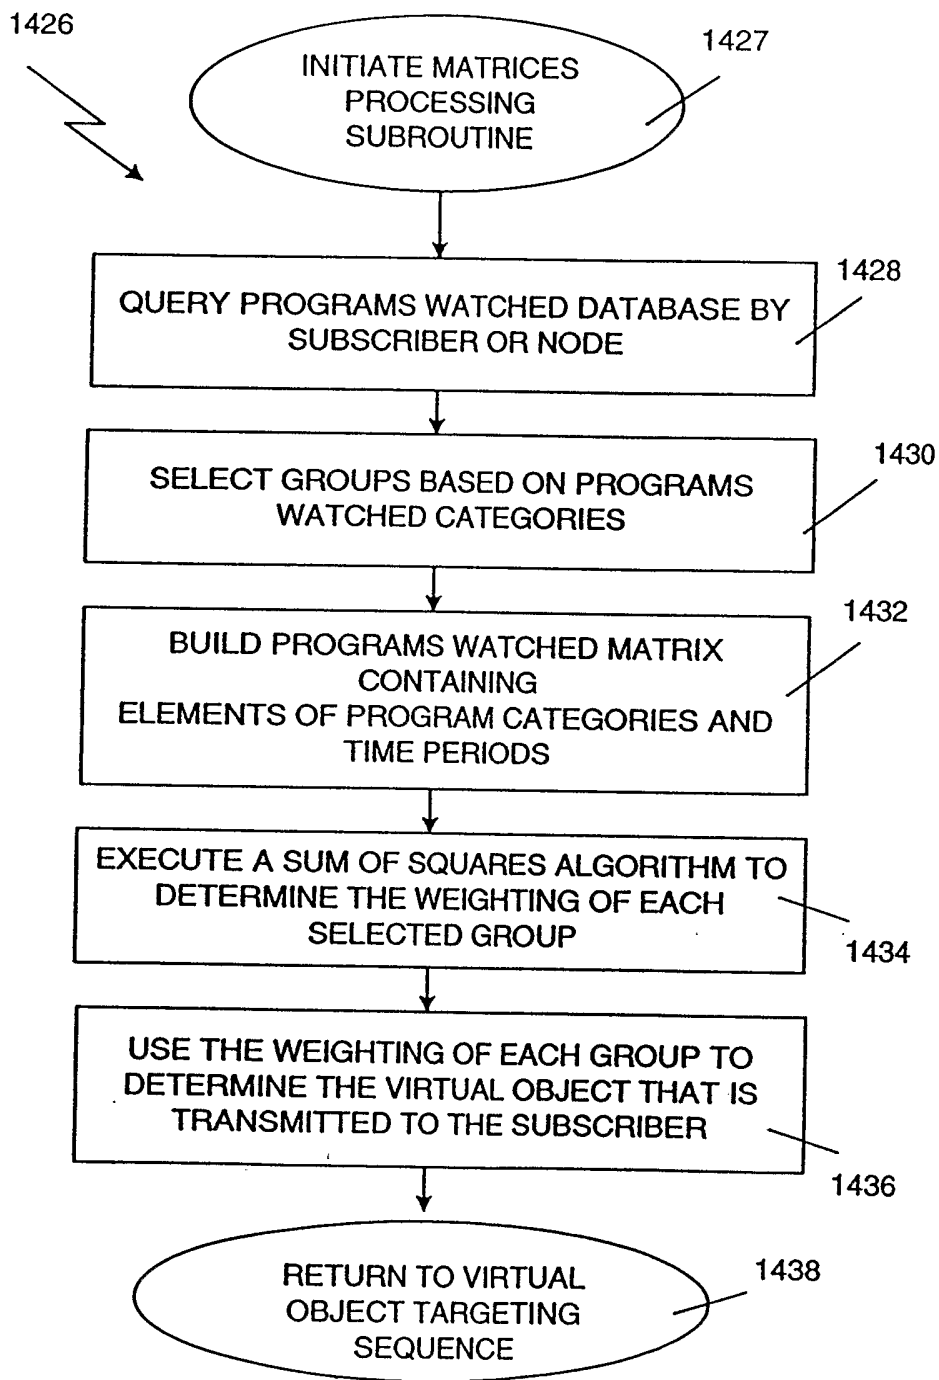 1426
1427
INITIATE MATRICES
PROCESSING
SUBROUTINE
1428
QUERY PROGRAMS WATCHED DATABASE BY
SUBSCRIBER OR NODE
1430
SELECT GROUPS BASED ON PROGRAMS
WATCHED CATEGORIES
1432
BUILD PROGRAMS WATCHED MATRIX
CONTAINING
ELEMENTS OF PROGRAM CATEGORIES AND
TIME PERIODS
EXECUTE A SUM OF SQUARES ALGORITHM TO
DETERMINE THE WEIGHTING OF EACH
SELECTED GROUP
1434
USE THE WEIGHTING OF EACH GROUP TO
DETERMINE THE VIRTUAL OBJECT THAT IS
TRANSMITTED TO THE SUBSCRIBER
1436
1438
RETURN TO VIRTUAL
OBJECT TARGETING
SEQUENCE